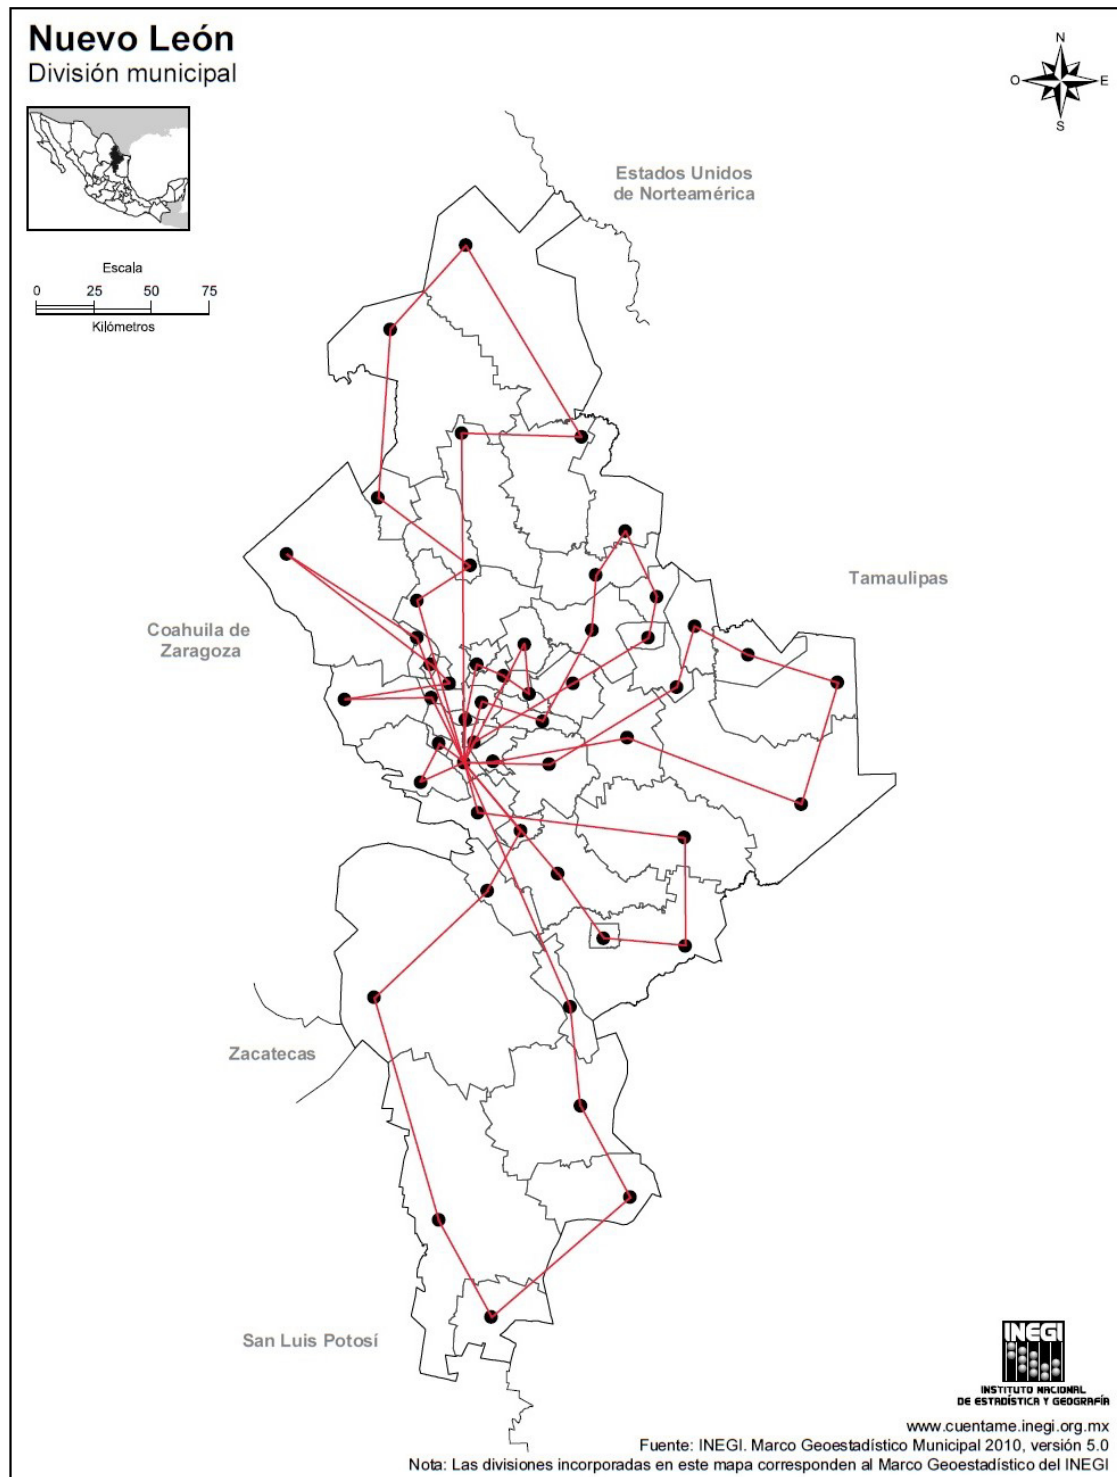 Nuevo León
División municipal
N
O
E
S
Escala
0 25 50 75
Kilómetros
Estados Unidos
de Norteamérica
Tamaulipas
Coahuila de
Zaragoza
Zacatecas
San Luis Potosí
INEGI
INSTITUTO NACIONAL
DE ESTADÍSTICA Y GEOGRAFÍA
www.cuentame.inegi.org.mx
Fuente: INEGI. Marco Geoestadístico Municipal 2010, versión 5.0
Nota: Las divisiones incorporadas en este mapa corresponden al Marco Geoestadístico del INEGI